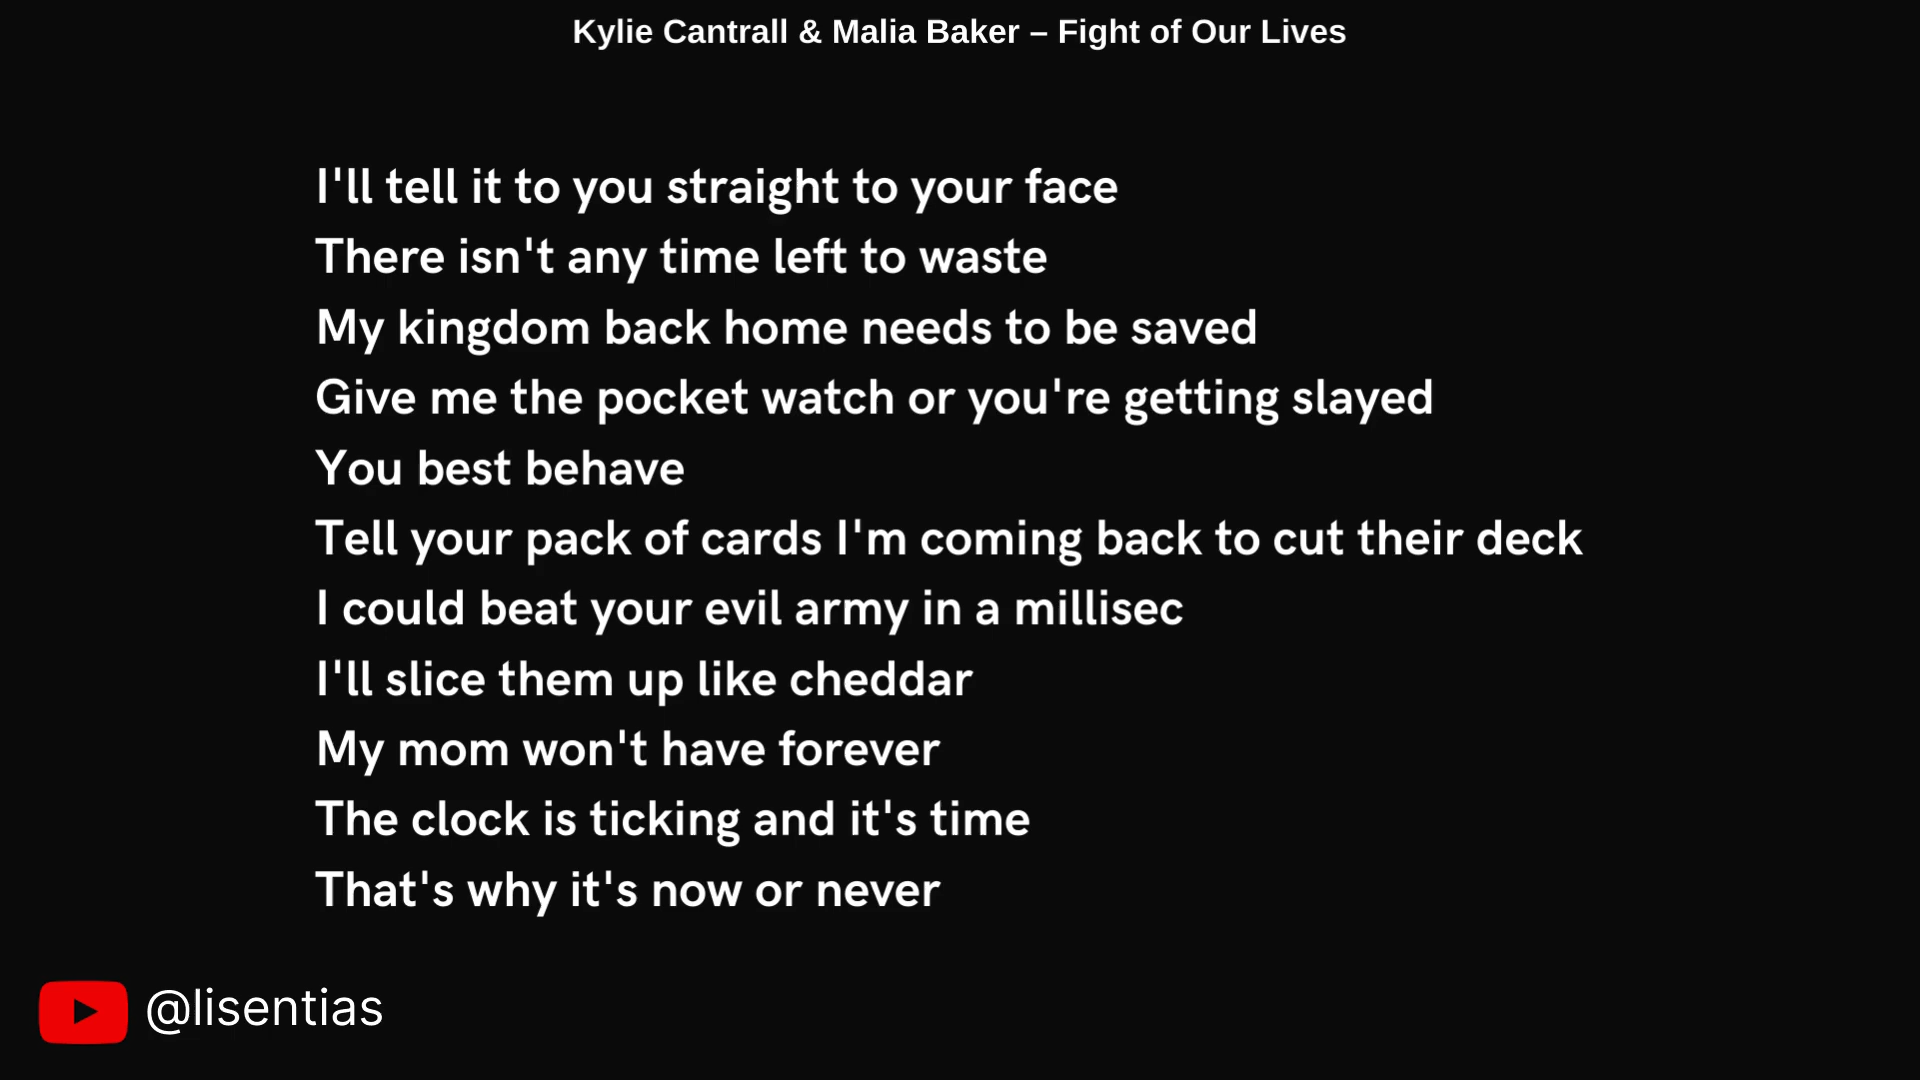 Kylie Cantrall & Malia Baker – Fight of Our Lives
I'll tell it to you straight to your face
There isn't any time left to waste
My kingdom back home needs to be saved
Give me the pocket watch or you're getting slayed
You best behave
Tell your pack of cards I'm coming back to cut their deck
I could beat your evil army in a millisec
I'll slice them up like cheddar
My mom won't have forever
The clock is ticking and it's time
That's why it's now or never
@lisentias